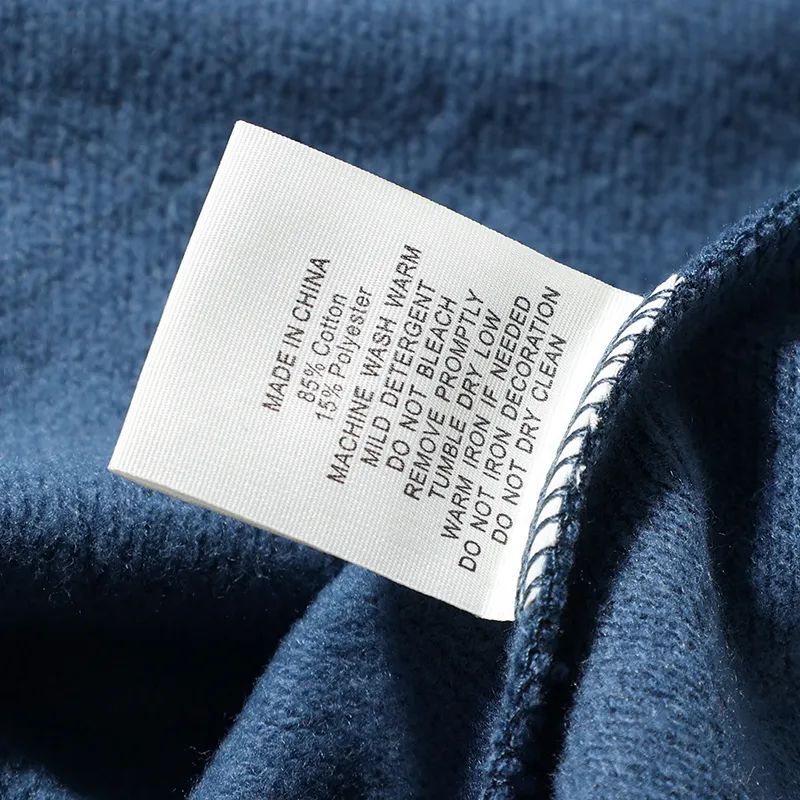 MADE IN CHINA
85% Cotton
15% Polyester
MACHINE WASH WARM
MILD DETERGENT
DO NOT BLEACH
REMOVE PROMPTLY
TUMBLE DRY LOW
WARM IRON IF NEEDED
DO NOT IRON DECORATION
DO NOT DRY CLEAN